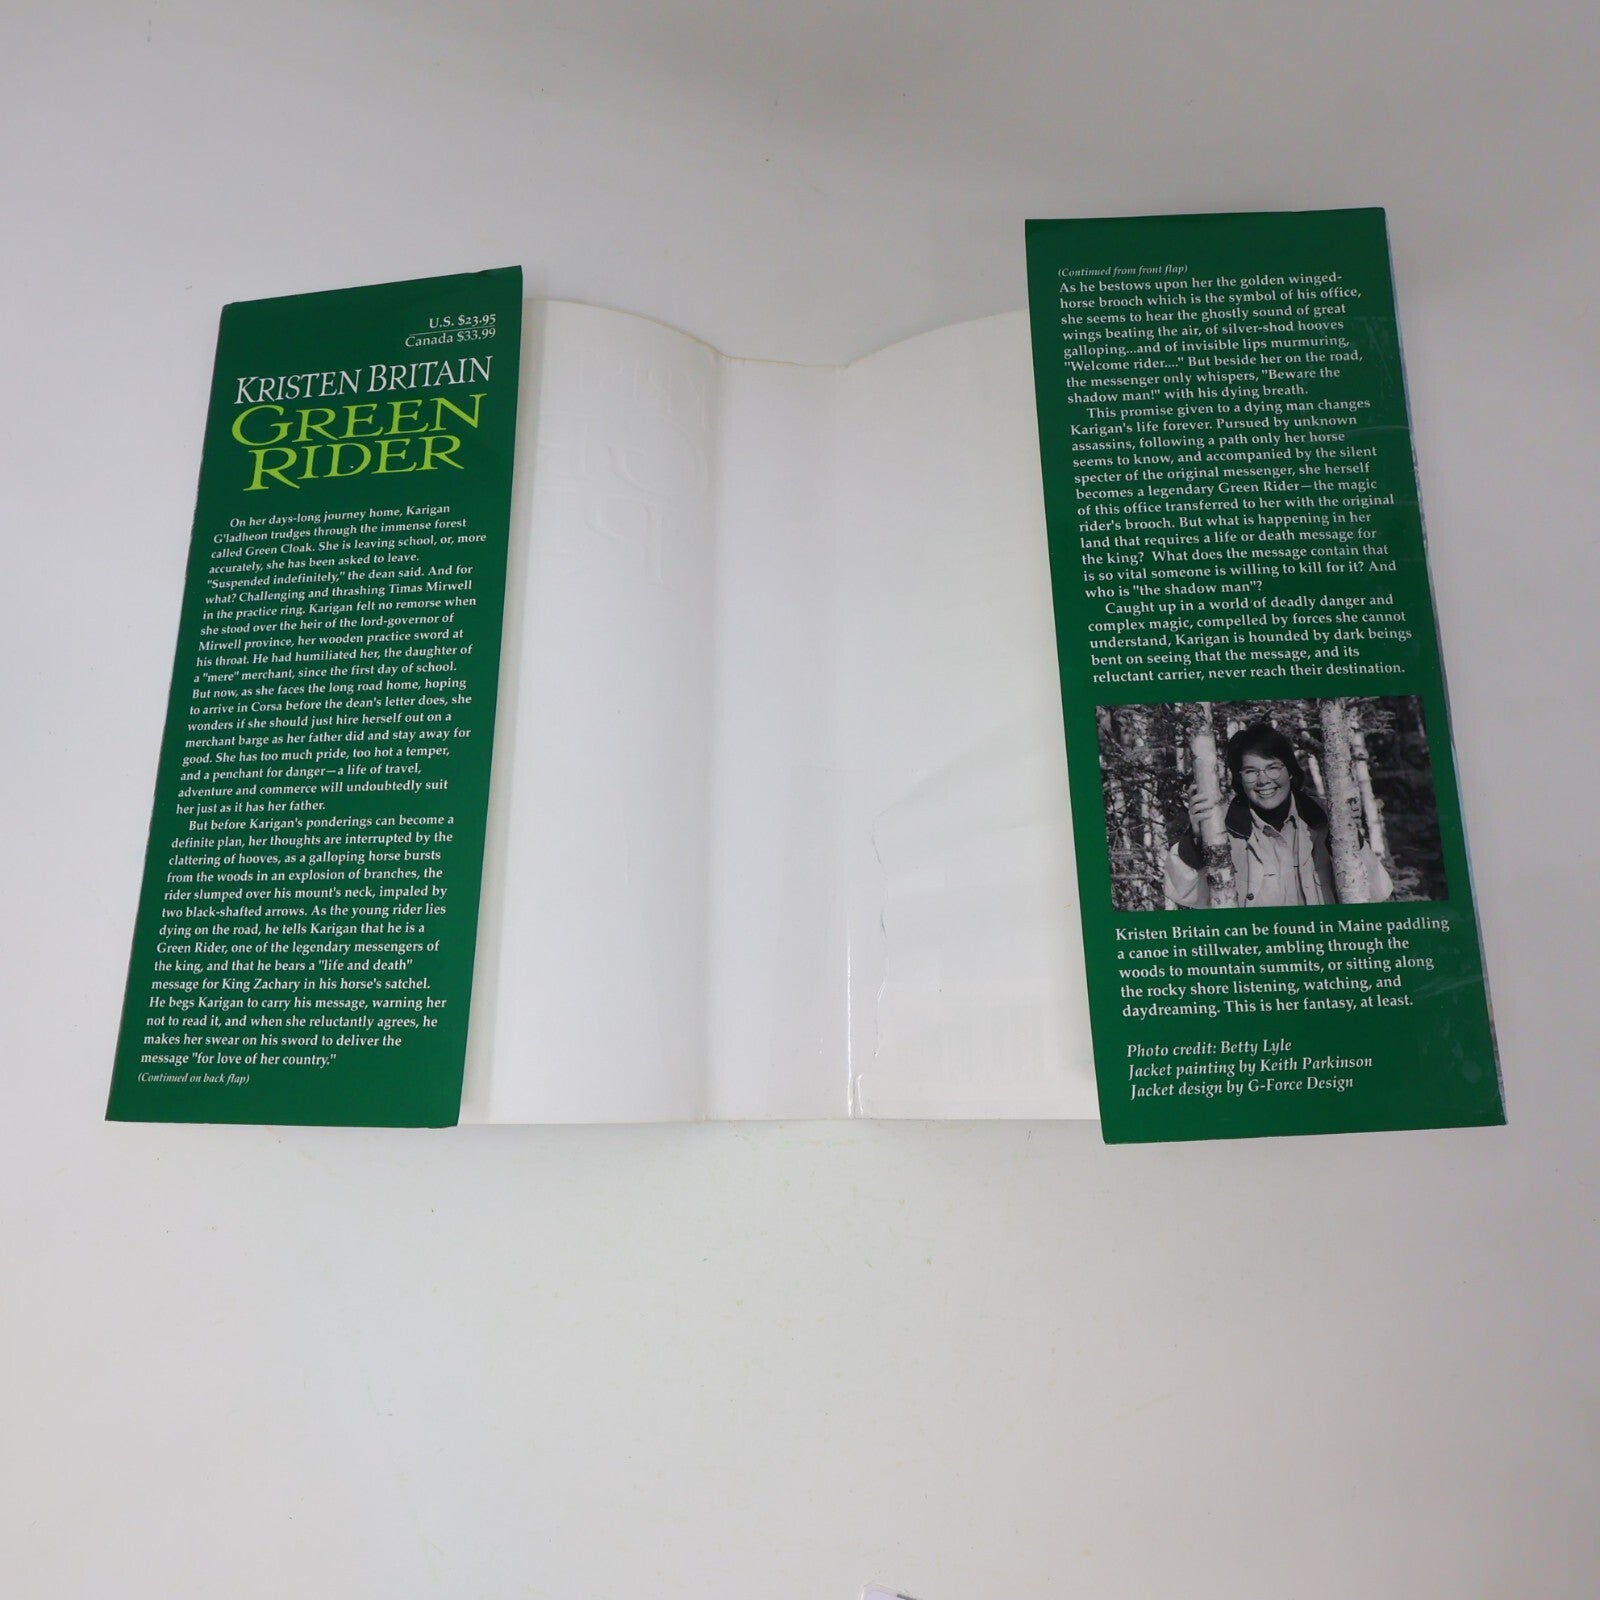 U.S. $23.95
Canada $33.99
KRISTEN BRITAIN
GREEN
RIDER
On her days-long journey home, Karigan
G'ladheon trudges through the immense forest
called Green Cloak. She is leaving school, or, more
accurately, she has been asked to leave.
"Suspended indefinitely," the dean said. And for
what? Challenging and thrashing Timas Mirwell
in the practice ring. Karigan felt no remorse when
she stood over the heir of the lord-governor of
Mirwell province, her wooden practice sword at
his throat. He had humiliated her, the daughter of
a "mere" merchant, since the first day of school.
But now, as she faces the long road home, hoping
to arrive in Corsa before the dean's letter does, she
wonders if she should just hire herself out on a
merchant barge as her father did and stay away for
good. She has too much pride, too hot a temper,
and a penchant for danger—a life of travel,
adventure and commerce will undoubtedly suit
her just as it has her father.
But before Karigan's ponderings can become a
definite plan, her thoughts are interrupted by the
clattering of hooves, as a galloping horse bursts
from the woods in an explosion of branches, the
rider slumped over his mount's neck, impaled by
two black-shafted arrows. As the young rider lies
dying on the road, he tells Karigan that he is a
Green Rider, one of the legendary messengers of
the king, and that he bears a "life and death"
message for King Zachary in his horse's satchel.
He begs Karigan to carry his message, warning her
not to read it, and when she reluctantly agrees, he
makes her swear on his sword to deliver the
message "for love of her country."
(Continued on back flap)
(Continued from front flap)
As he bestows upon her the golden winged-
horse brooch which is the symbol of his office,
she seems to hear the ghostly sound of great
wings beating the air, of silver-shod hooves
galloping...and of invisible lips murmuring,
"Welcome rider...." But beside her on the road,
the messenger only whispers, "Beware the
shadow man!" with his dying breath.
This promise given to a dying man changes
Karigan's life forever. Pursued by unknown
assassins, following a path only her horse
seems to know, and accompanied by the silent
specter of the original messenger, she herself
becomes a legendary Green Rider—the magic
of this office transferred to her with the original
rider's brooch. But what is happening in her
land that requires a life or death message for
the king? What does the message contain that
is so vital someone is willing to kill for it? And
who is "the shadow man"?
Caught up in a world of deadly danger and
complex magic, compelled by forces she cannot
understand, Karigan is hounded by dark beings
bent on seeing that the message, and its
reluctant carrier, never reach their destination.
Kristen Britain can be found in Maine paddling
a canoe in stillwater, ambling through the
woods to mountain summits, or sitting along
the rocky shore listening, watching, and
daydreaming. This is her fantasy, at least.
Photo credit: Betty Lyle
Jacket painting by Keith Parkinson
Jacket design by G-Force Design